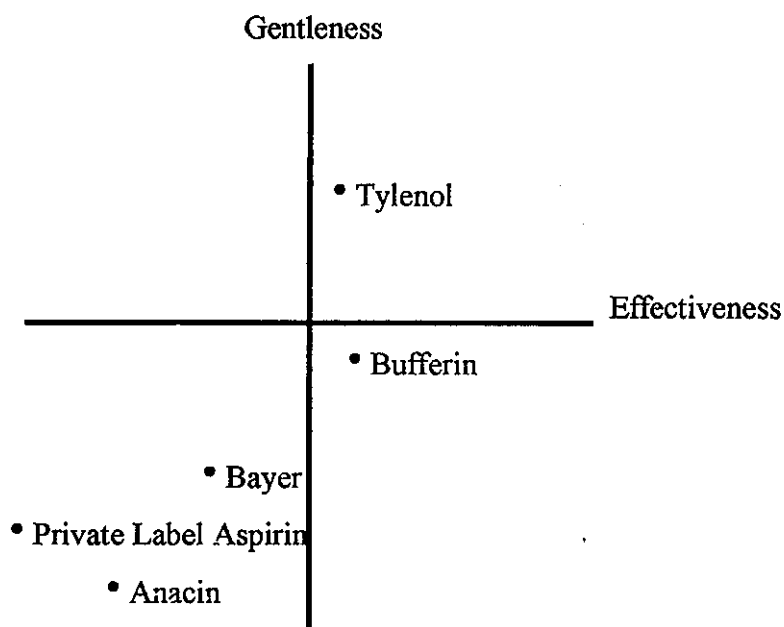 Gentleness
Tylenol
Effectiveness
Bufferin
Bayer
Private Label Aspirin
Anacin